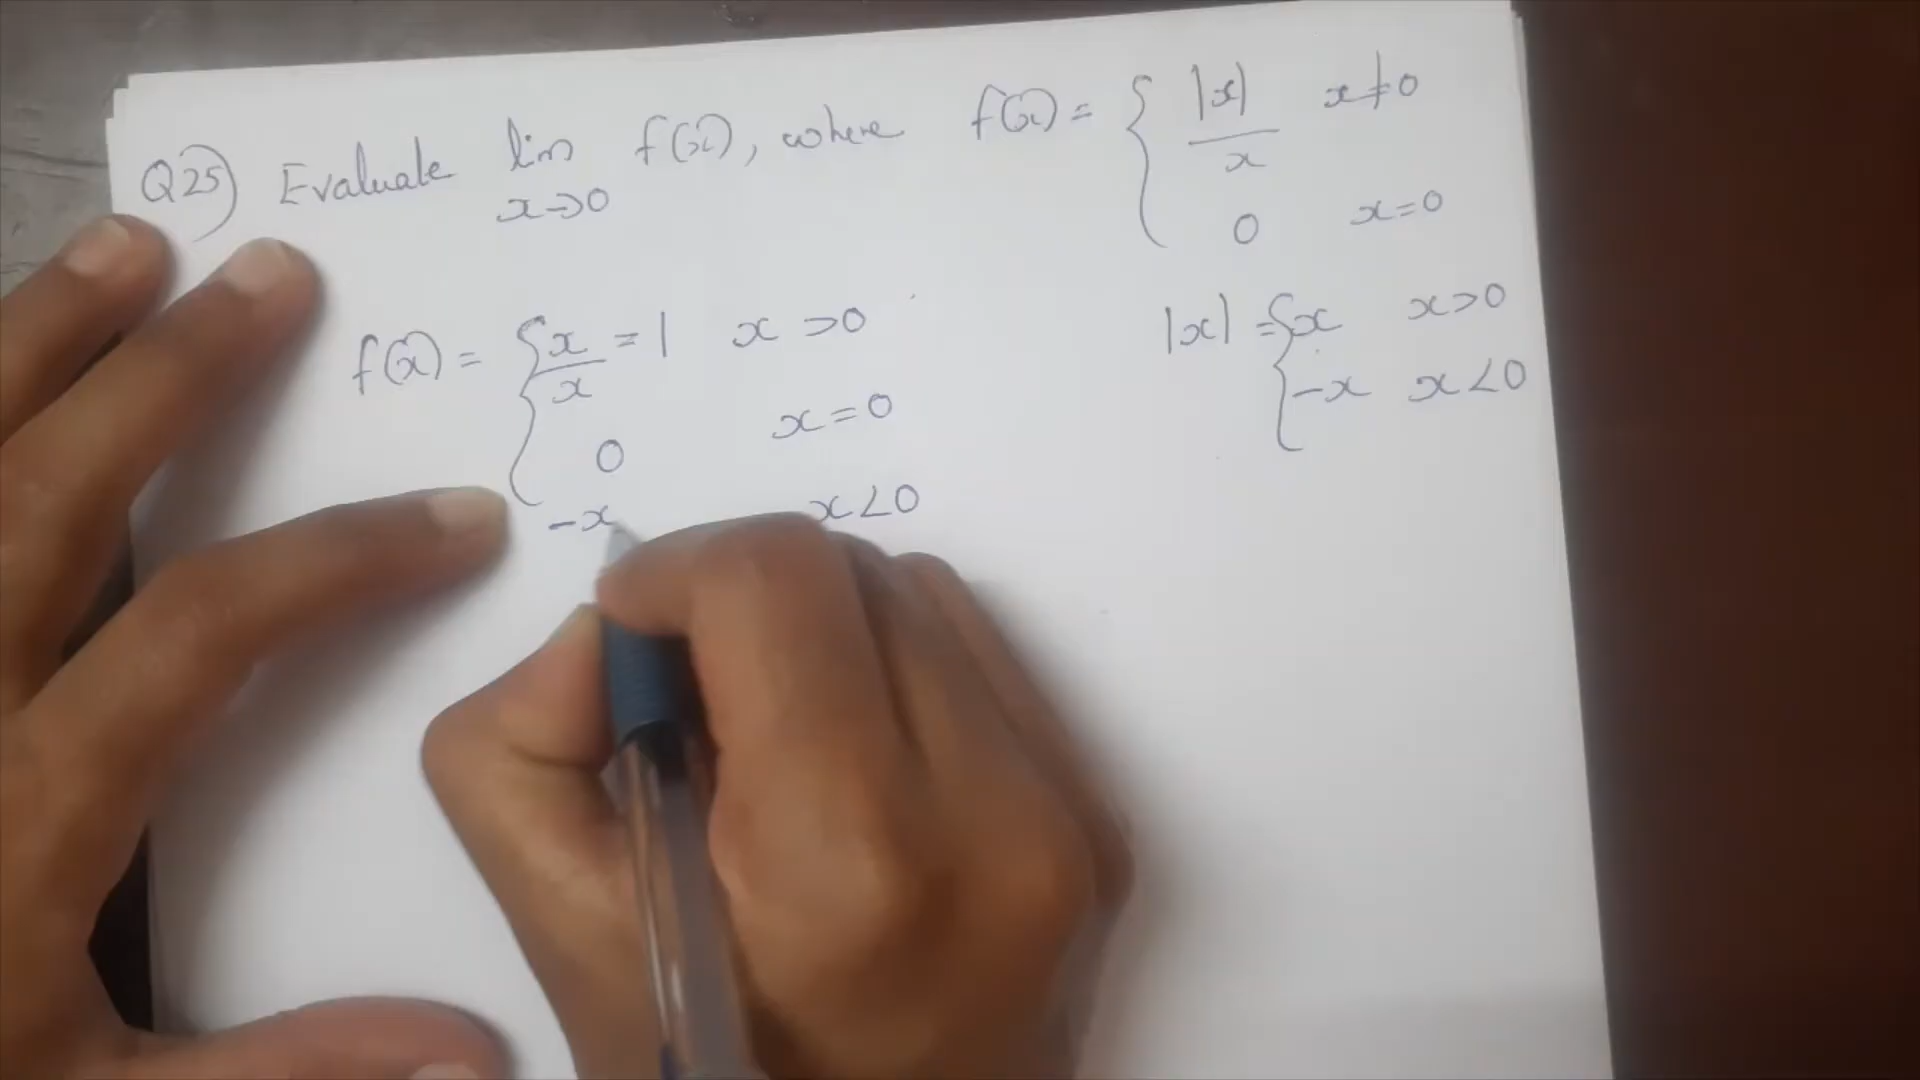 Q25) Evaluate lim x→0 f(x), where f(x) = { |x|/x x≠0
0 x=0
f(x) = { x/x = 1 x>0
0 x=0
-x x<0
|x| = { x x>0
-x x<0